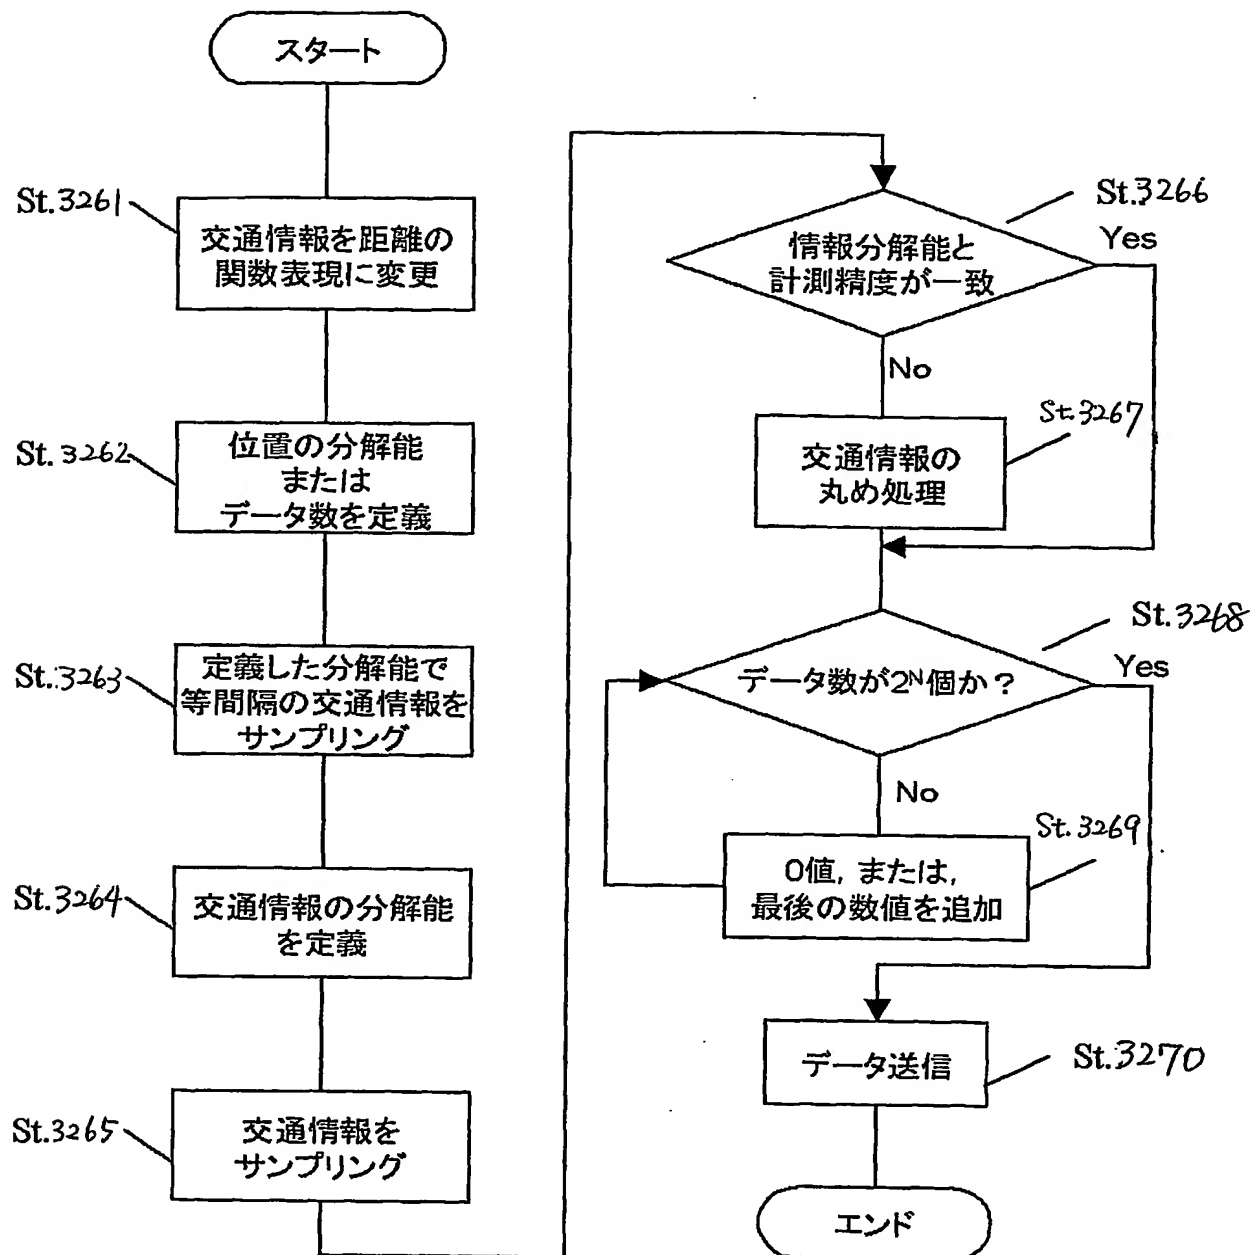 スタート
St.3261
交通情報を距離の
関数表現に変更
St.3262
位置の分解能
または
データ数を定義
St.3263
定義した分解能で
等間隔の交通情報を
サンプリング
St.3264
交通情報の分解能
を定義
St.3265
交通情報を
サンプリング
St.3266
Yes
情報分解能と
計測精度が一致
No
St.3267
交通情報の
丸め処理
St.3268
Yes
データ数が2ᴺ個か？
No
St.3269
0値, または,
最後の数値を追加
データ送信
St.3270
エンド